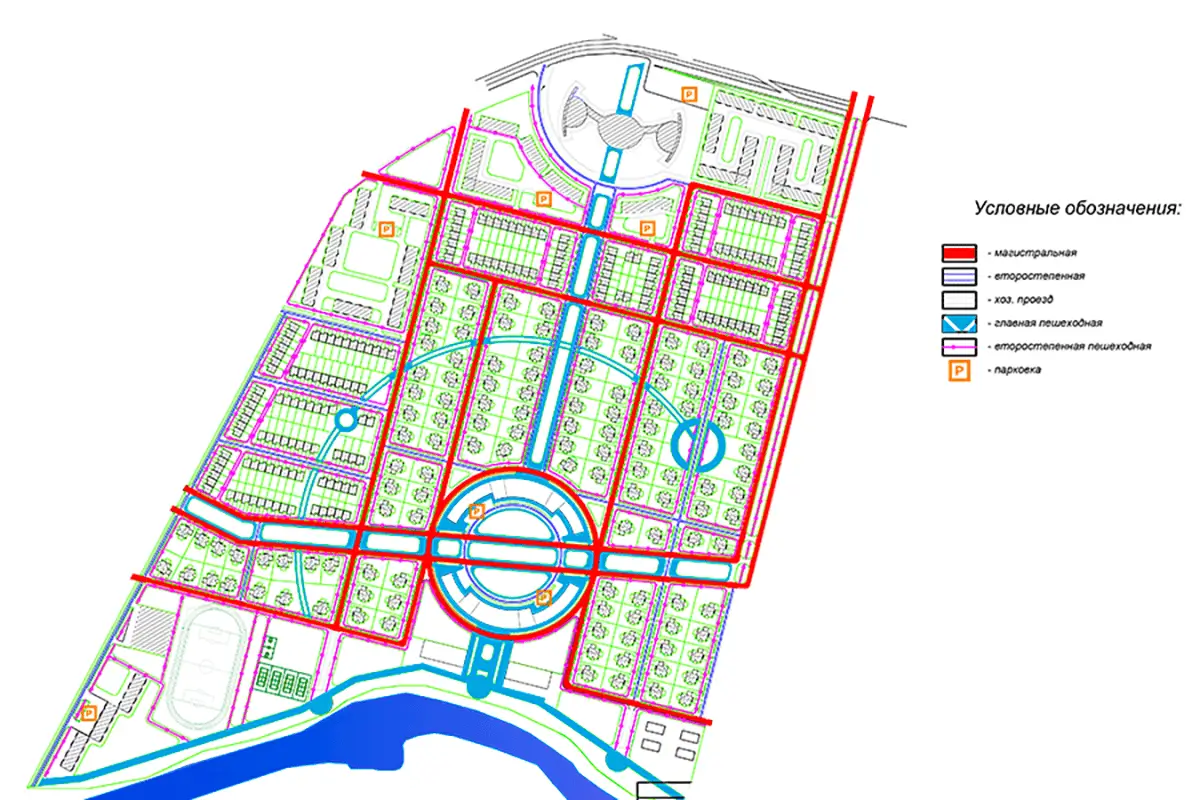 P
P
P
P
Условные обозначения:
- магистральная
- второстепенная
- хоз. проезд
- главная пешеходная
- второстепенная пешеходная
P - парковка
P
P
P